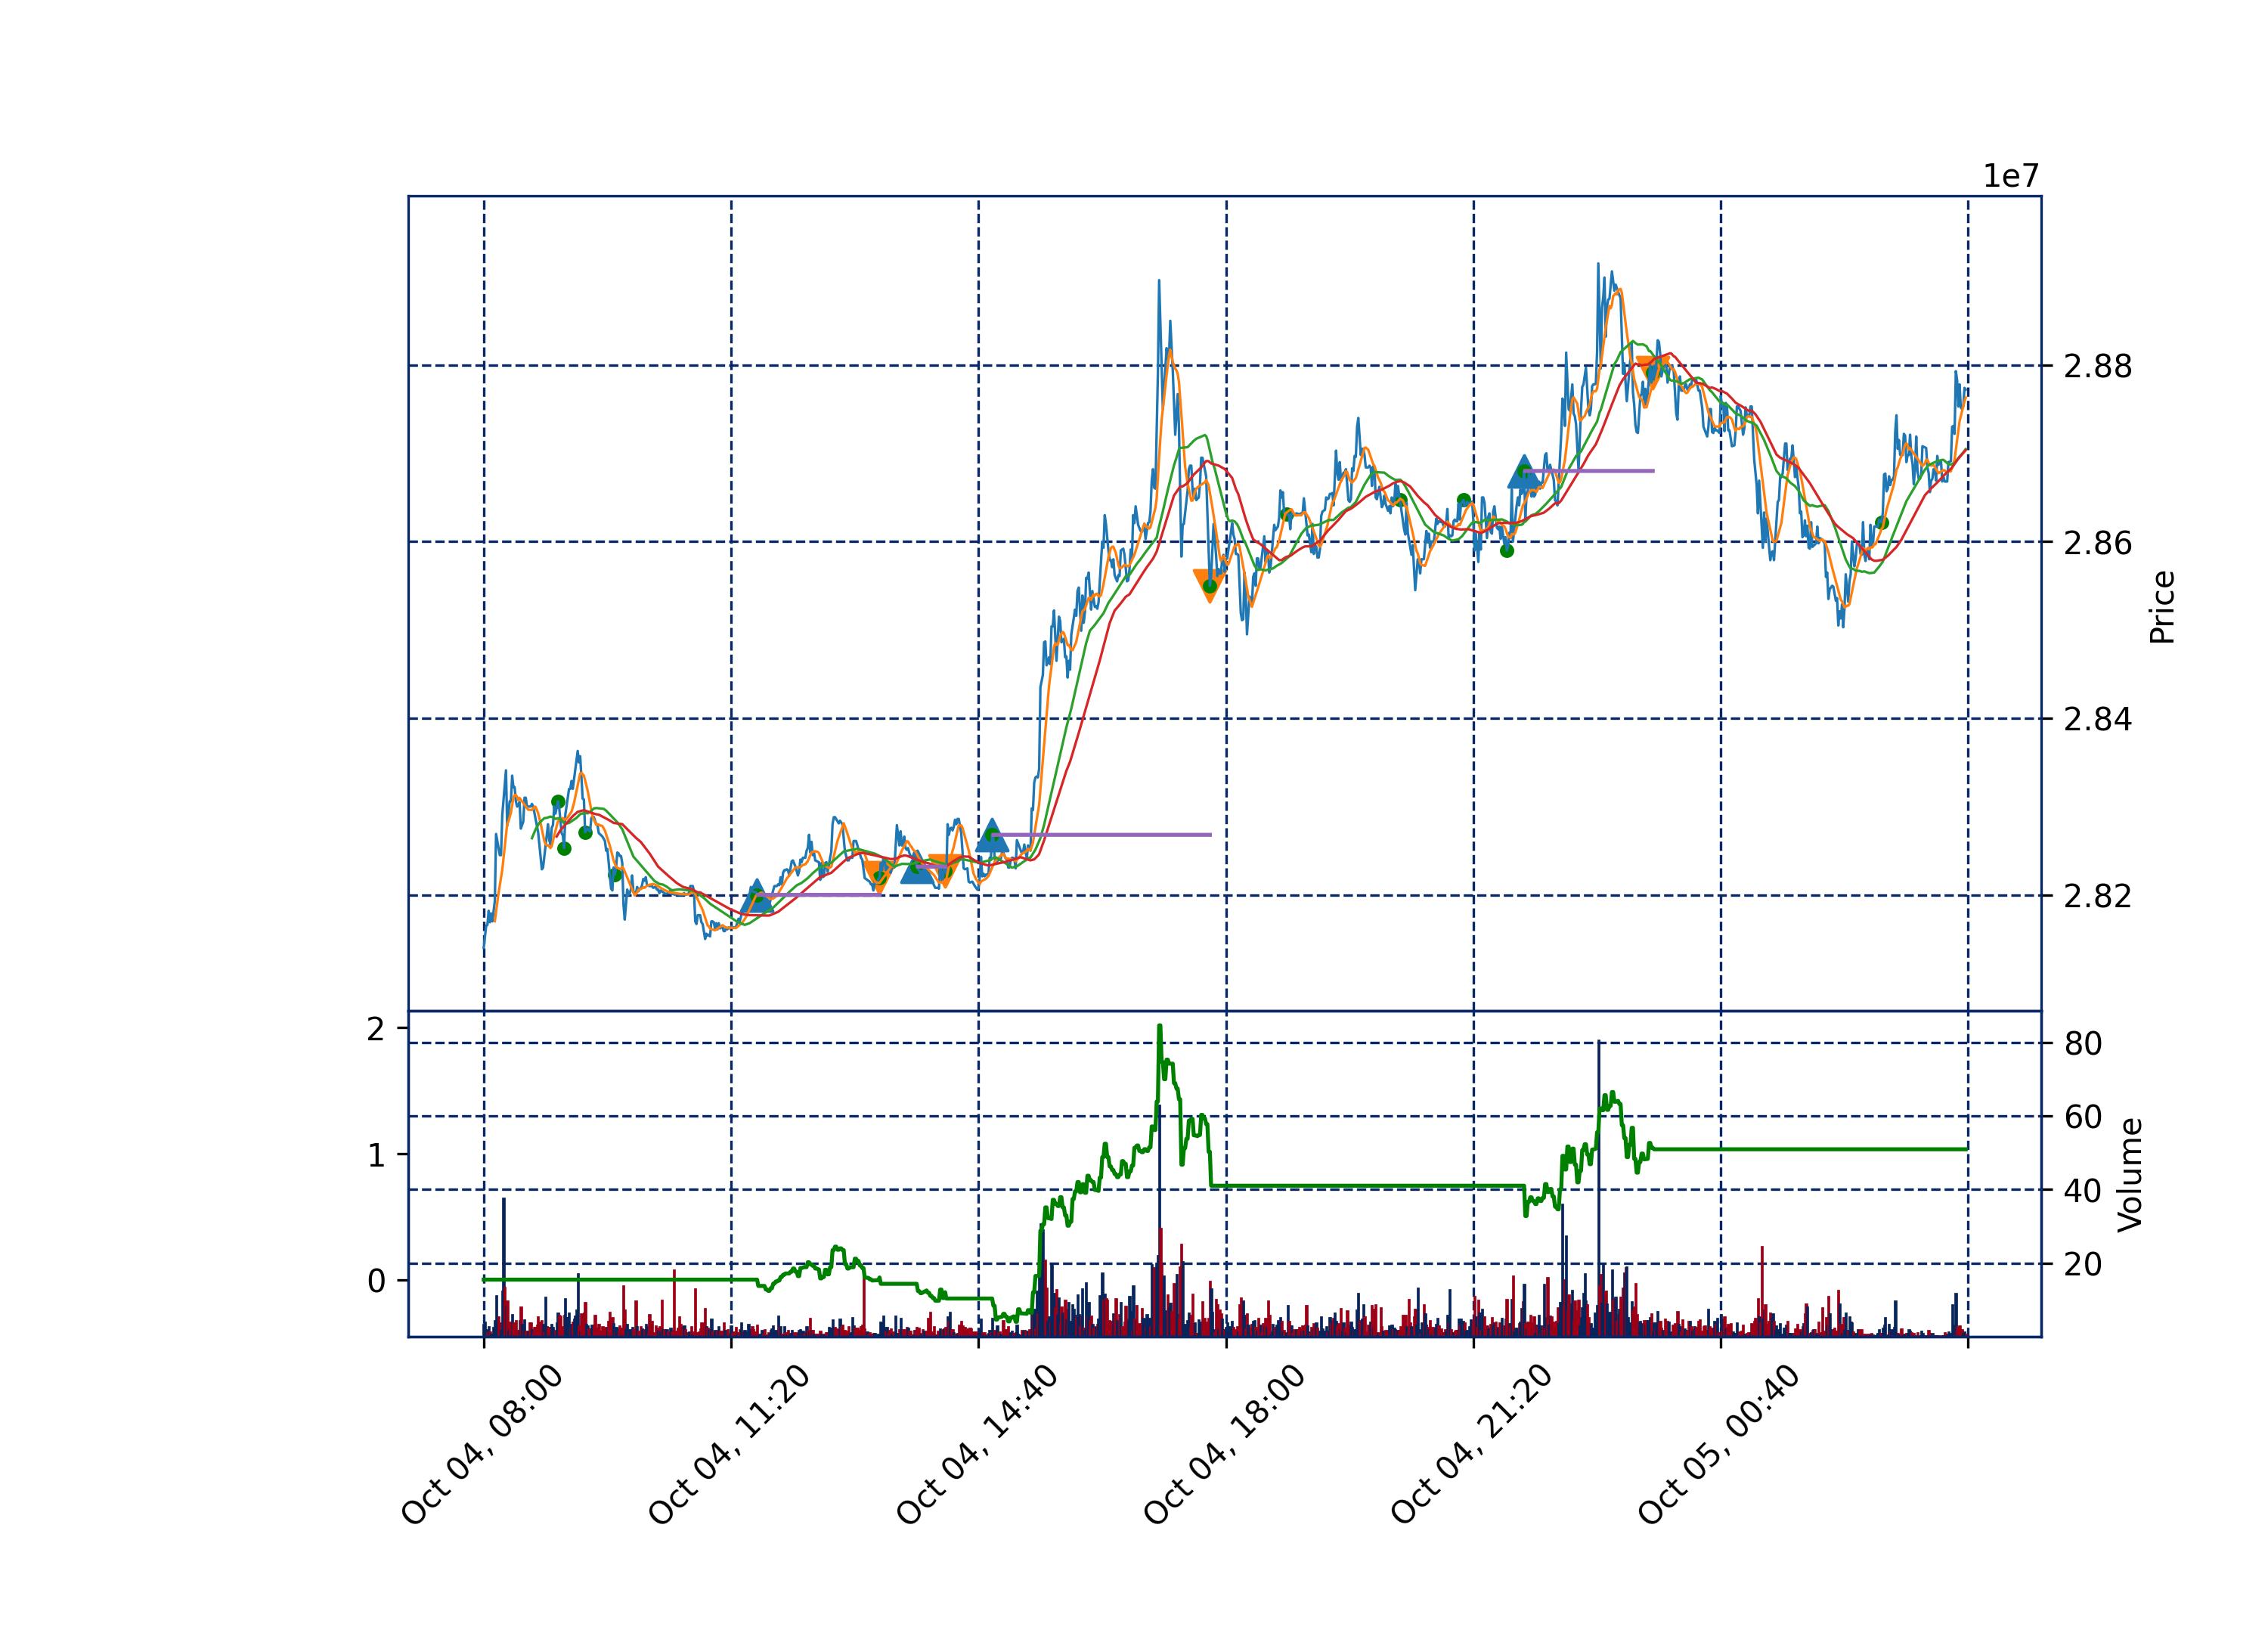 1e7
2.88
2.86
2.84
2.82
Price
2
1
0
80
60
40
20
Volume
Oct 04, 08:00
Oct 04, 11:20
Oct 04, 14:40
Oct 04, 18:00
Oct 04, 21:20
Oct 05, 00:40